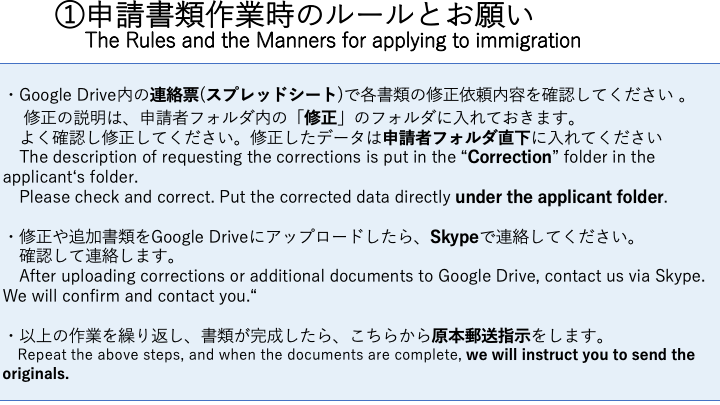 ①申請書類作業時のルールとお願い
The Rules and the Manners for applying to immigration
・Google Drive内の連絡票(スプレッドシート)で各書類の修正依頼内容を確認してください 。
修正の説明は、申請者フォルダ内の「修正」のフォルダに入れておきます。
よく確認し修正してください。修正したデータは申請者フォルダ直下に入れてください
The description of requesting the corrections is put in the “Correction” folder in the
applicant‘s folder.
Please check and correct. Put the corrected data directly under the applicant folder.
・修正や追加書類をGoogle Driveにアップロードしたら、Skypeで連絡してください。
確認して連絡します。
After uploading corrections or additional documents to Google Drive, contact us via Skype.
We will confirm and contact you.“
・以上の作業を繰り返し、書類が完成したら、こちらから原本郵送指示をします。
Repeat the above steps, and when the documents are complete, we will instruct you to send the
originals.